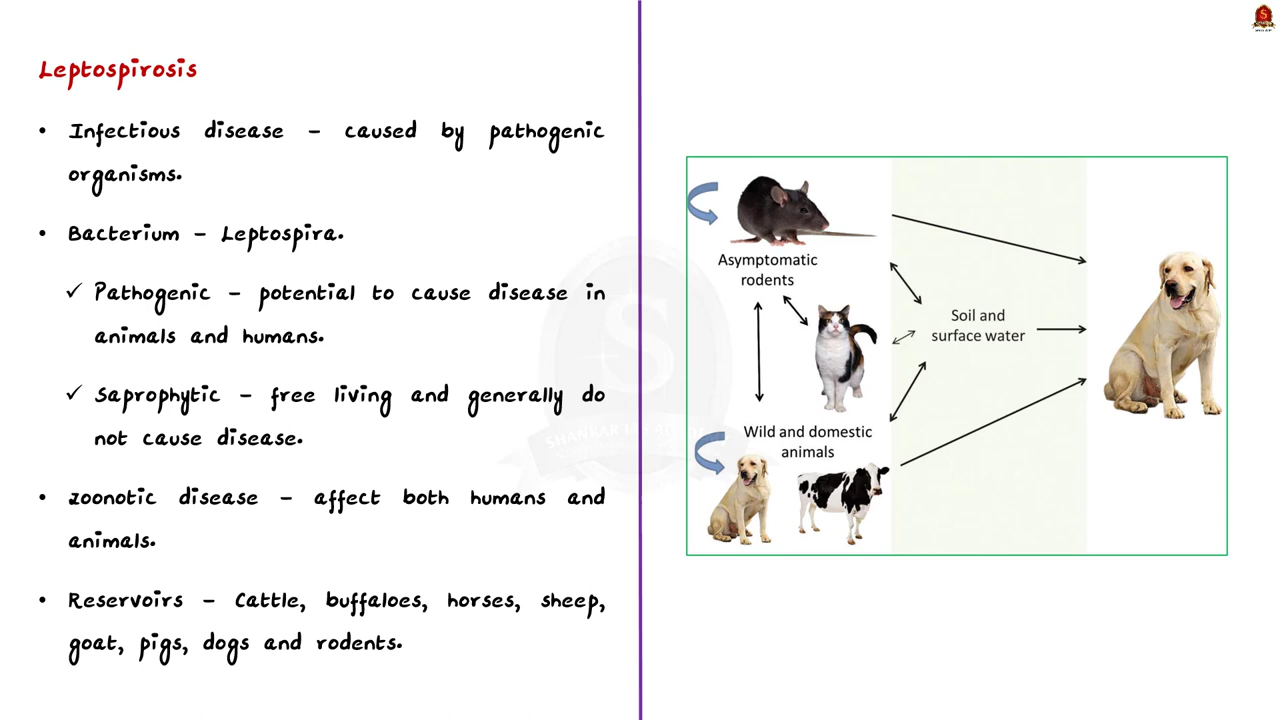 Leptospirosis
• Infectious disease – caused by pathogenic
organisms.
• Bacterium – Leptospira.
✓ Pathogenic – potential to cause disease in
animals and humans.
✓ Saprophytic – free living and generally do
not cause disease.
• Zoonotic disease – affect both humans and
animals.
• Reservoirs – Cattle, buffaloes, horses, sheep,
goat, pigs, dogs and rodents.
Asymptomatic
rodents
Soil and
surface water
Wild and domestic
animals